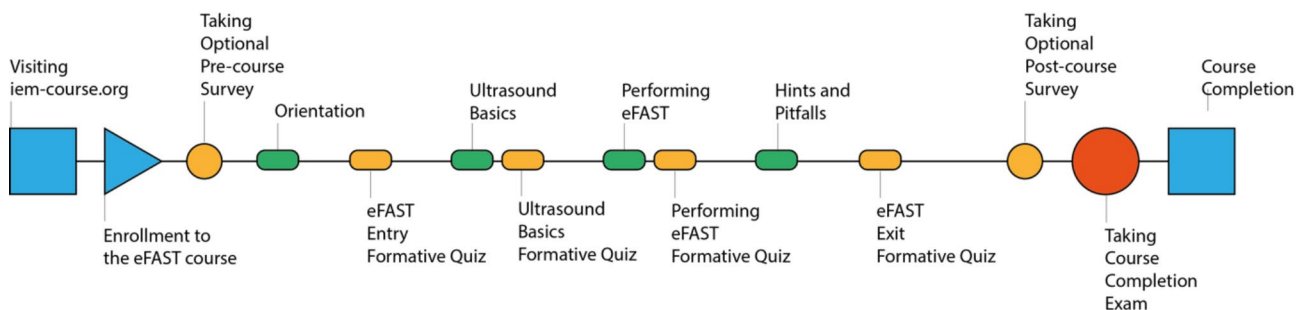 Visiting
iem-course.org
Enrollment to
the eFAST course
Taking
Optional
Pre-course
Survey
Orientation
eFAST
Entry
Formative Quiz
Ultrasound
Basics
Ultrasound
Basics
Formative Quiz
Performing
eFAST
Performing
eFAST
Formative Quiz
Hints and
Pitfalls
eFAST
Exit
Formative Quiz
Taking
Optional
Post-course
Survey
Taking
Course
Completion
Exam
Course
Completion